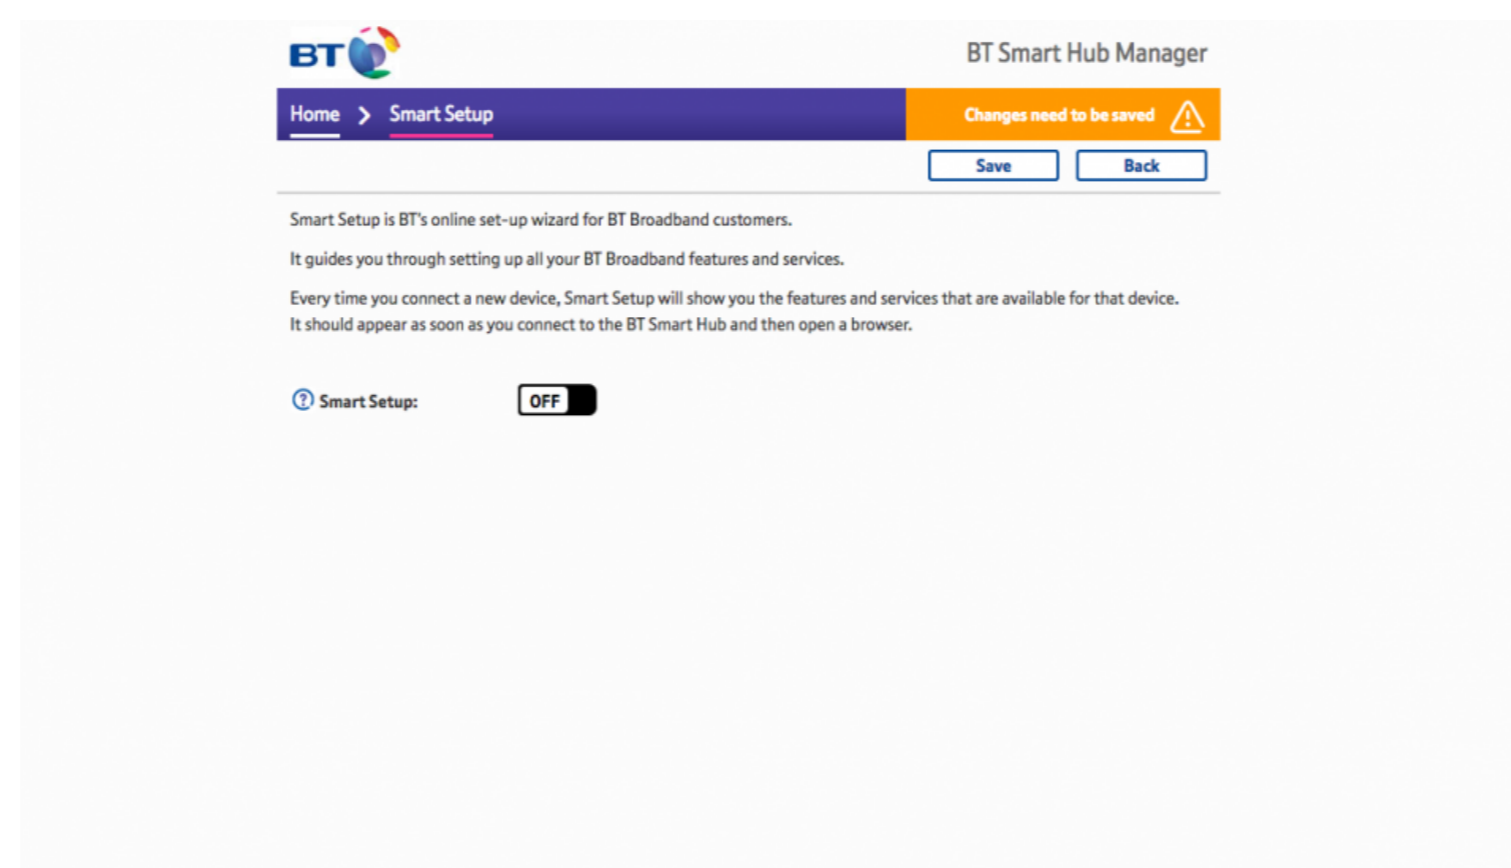 BT
BT Smart Hub Manager
Home > Smart Setup
Changes need to be saved
Save
Back
Smart Setup is BT's online set-up wizard for BT Broadband customers.
It guides you through setting up all your BT Broadband features and services.
Every time you connect a new device, Smart Setup will show you the features and services that are available for that device.
It should appear as soon as you connect to the BT Smart Hub and then open a browser.
? Smart Setup:
OFF